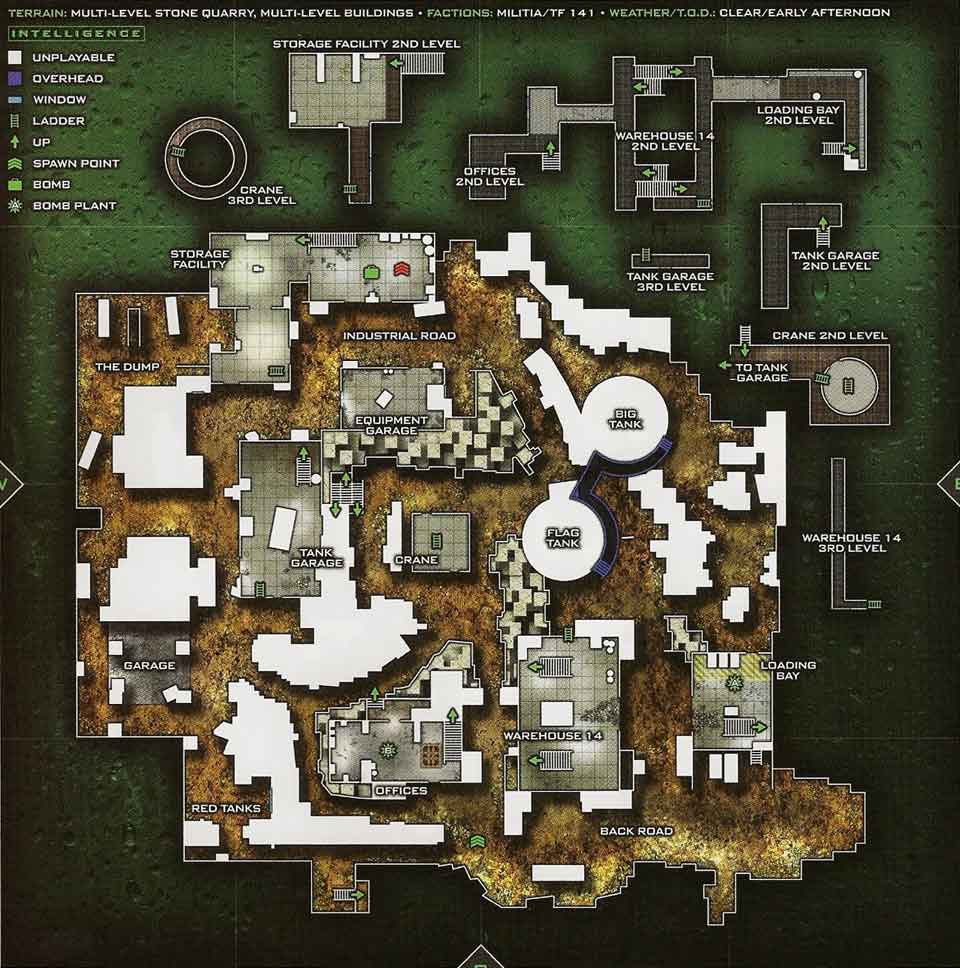 TERRAIN: MULTI-LEVEL STONE QUARRY, MULTI-LEVEL BUILDINGS • FACTIONS: MILITIA/TF 141 • WEATHER/T.O.D.: CLEAR/EARLY AFTERNOON
INTELLIGENCE
UNPLAYABLE
OVERHEAD
WINDOW
LADDER
UP
SPAWN POINT
BOMB
BOMB PLANT
STORAGE FACILITY 2ND LEVEL
CRANE
3RD LEVEL
OFFICES
2ND LEVEL
WAREHOUSE 14
2ND LEVEL
LOADING BAY
2ND LEVEL
TANK GARAGE
2ND LEVEL
TANK GARAGE
3RD LEVEL
CRANE 2ND LEVEL
TO TANK
GARAGE
WAREHOUSE 14
3RD LEVEL
STORAGE
FACILITY
INDUSTRIAL ROAD
THE DUMP
EQUIPMENT
GARAGE
BIG
TANK
FLAG
TANK
TANK
GARAGE
CRANE
GARAGE
LOADING
BAY
A
WAREHOUSE 14
B
OFFICES
RED TANKS
BACK ROAD